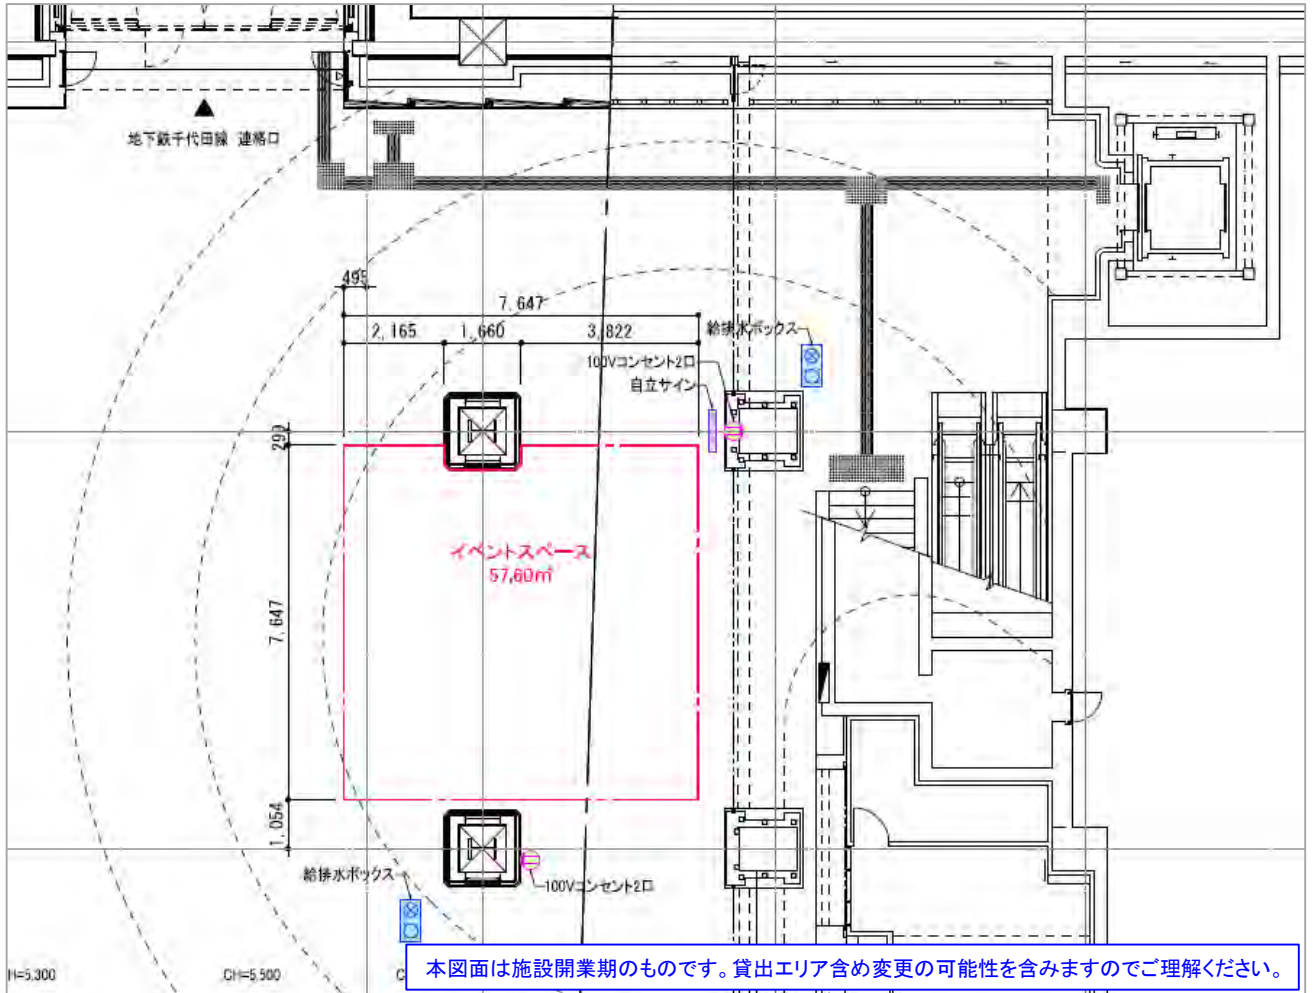 地下鉄千代田線 連絡口
495
7,647
2,165
1,660
3,822
給排水ボックス
100Vコンセント2口
自立サイン
299
イベントスペース
57,60㎡
7,647
1,054
給排水ボックス
100Vコンセント2口
H=5.300
CH=5.500
C
本図面は施設開業期のものです。貸出エリア含め変更の可能性を含みますのでご理解ください。